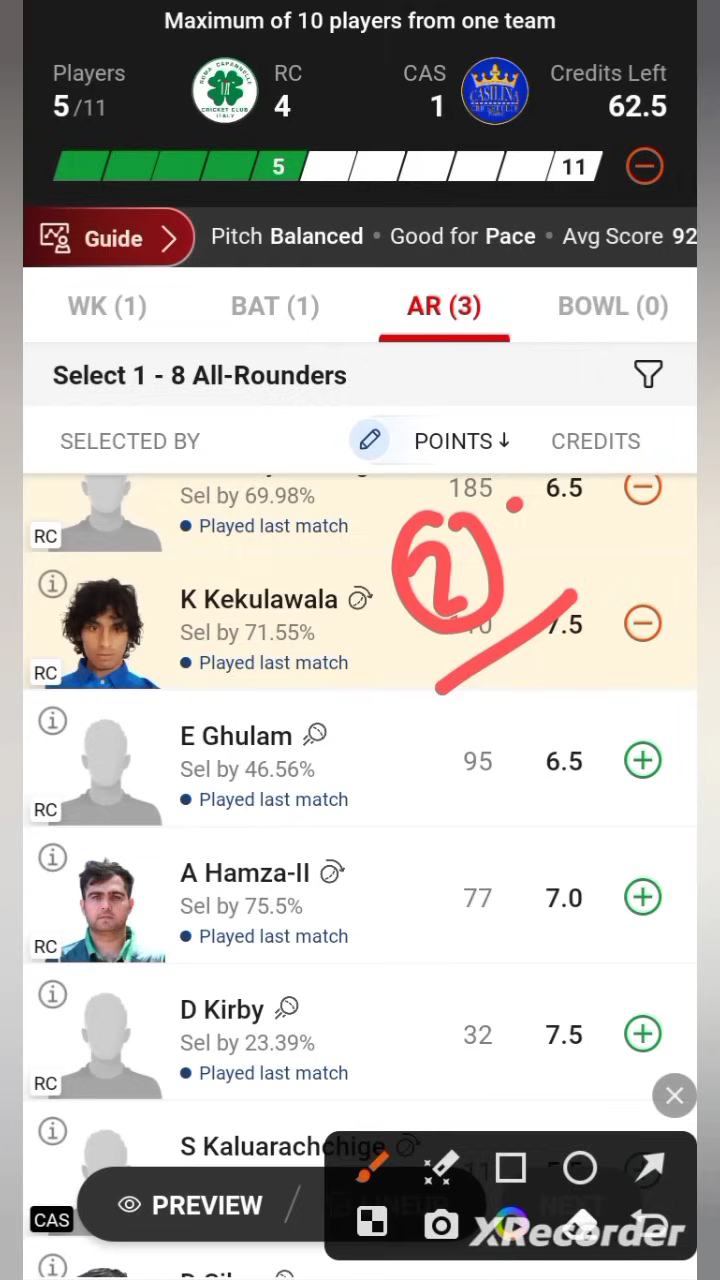 Maximum of 10 players from one team
Players
5/11
RC
4
CAS
1
Credits Left
62.5
5
11
Guide
Pitch Balanced • Good for Pace • Avg Score 92
WK (1)
BAT (1)
AR (3)
BOWL (0)
Select 1 - 8 All-Rounders
SELECTED BY
POINTS↓
CREDITS
Sel by 69.98%
185
6.5
Played last match
RC
K Kekulawala
Sel by 71.55%
7.5
Played last match
RC
2
E Ghulam
Sel by 46.56%
95
6.5
Played last match
RC
A Hamza-II
Sel by 75.5%
77
7.0
Played last match
RC
D Kirby
Sel by 23.39%
32
7.5
Played last match
RC
S Kaluarachchige
CAS
PREVIEW
XRecorder